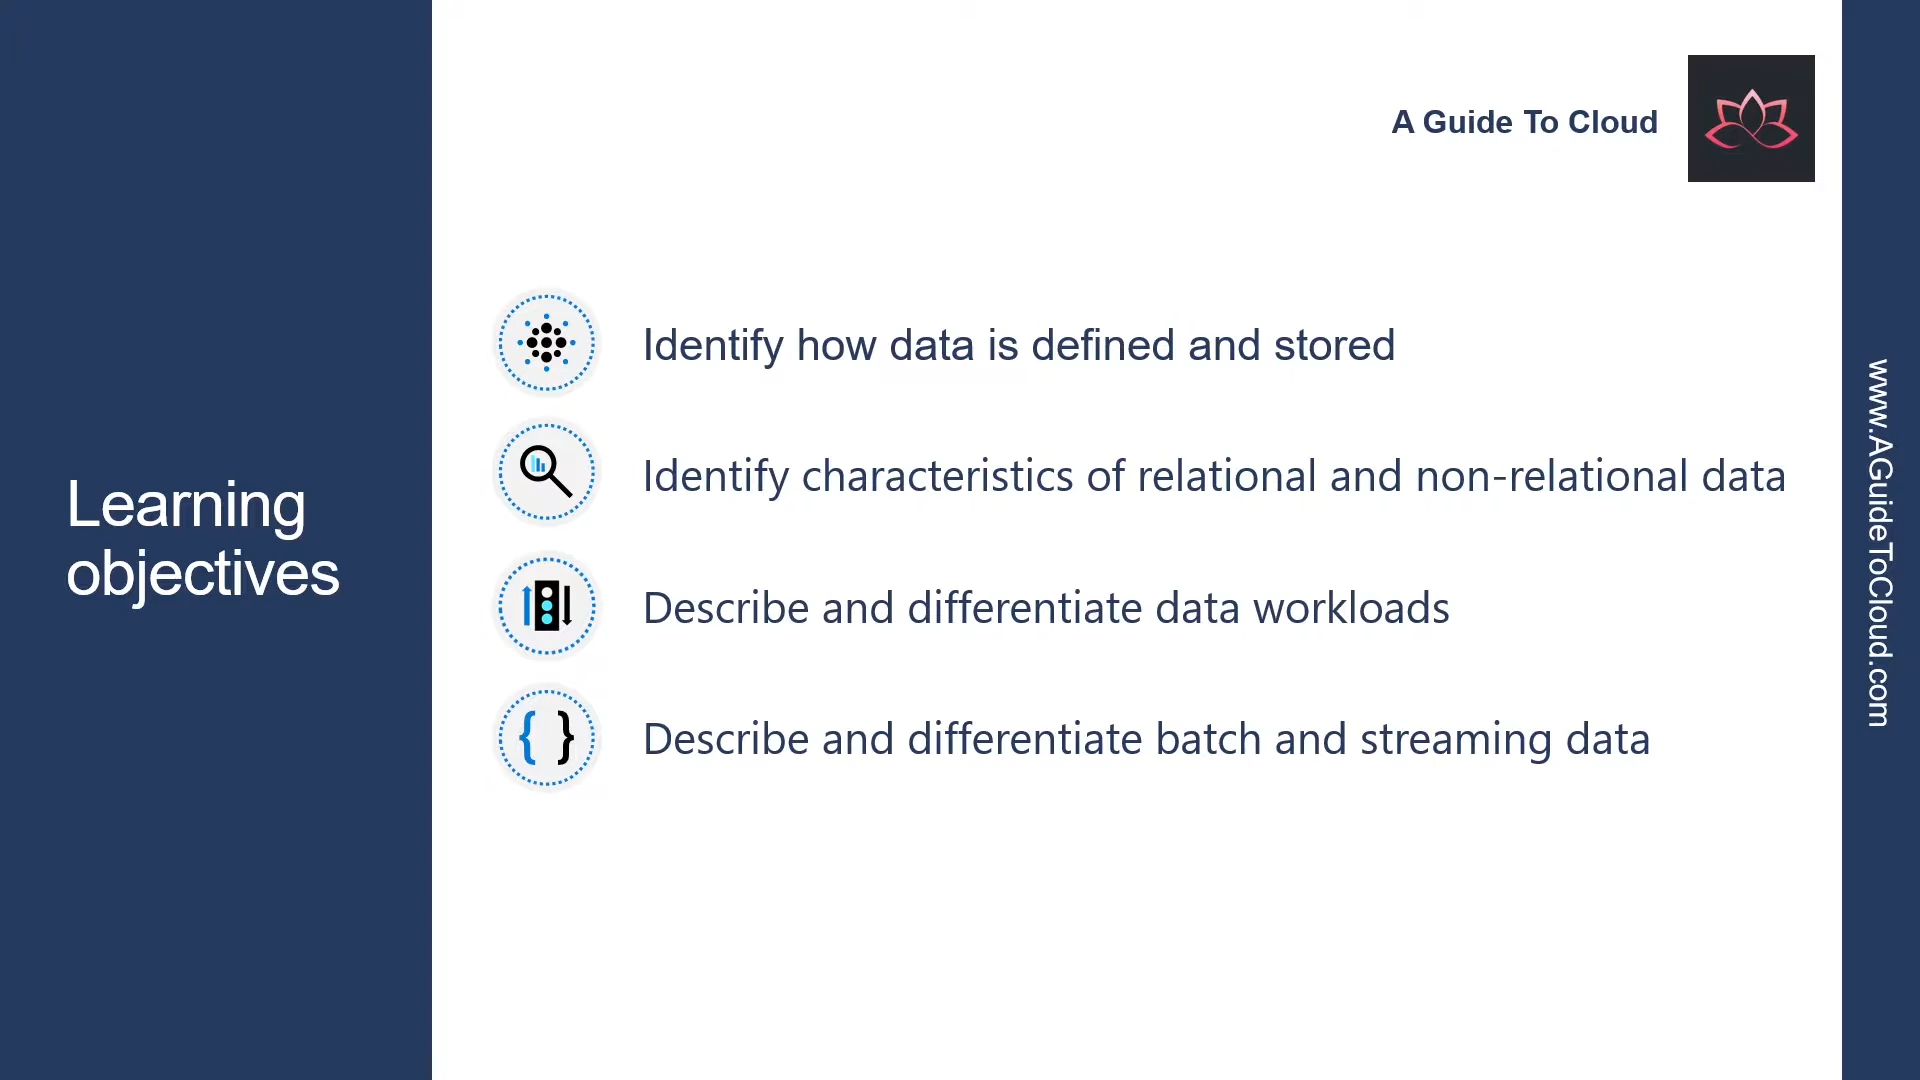 A Guide To Cloud
Learning
objectives
Identify how data is defined and stored
Identify characteristics of relational and non-relational data
Describe and differentiate data workloads
{ } Describe and differentiate batch and streaming data
www.AGuideToCloud.com